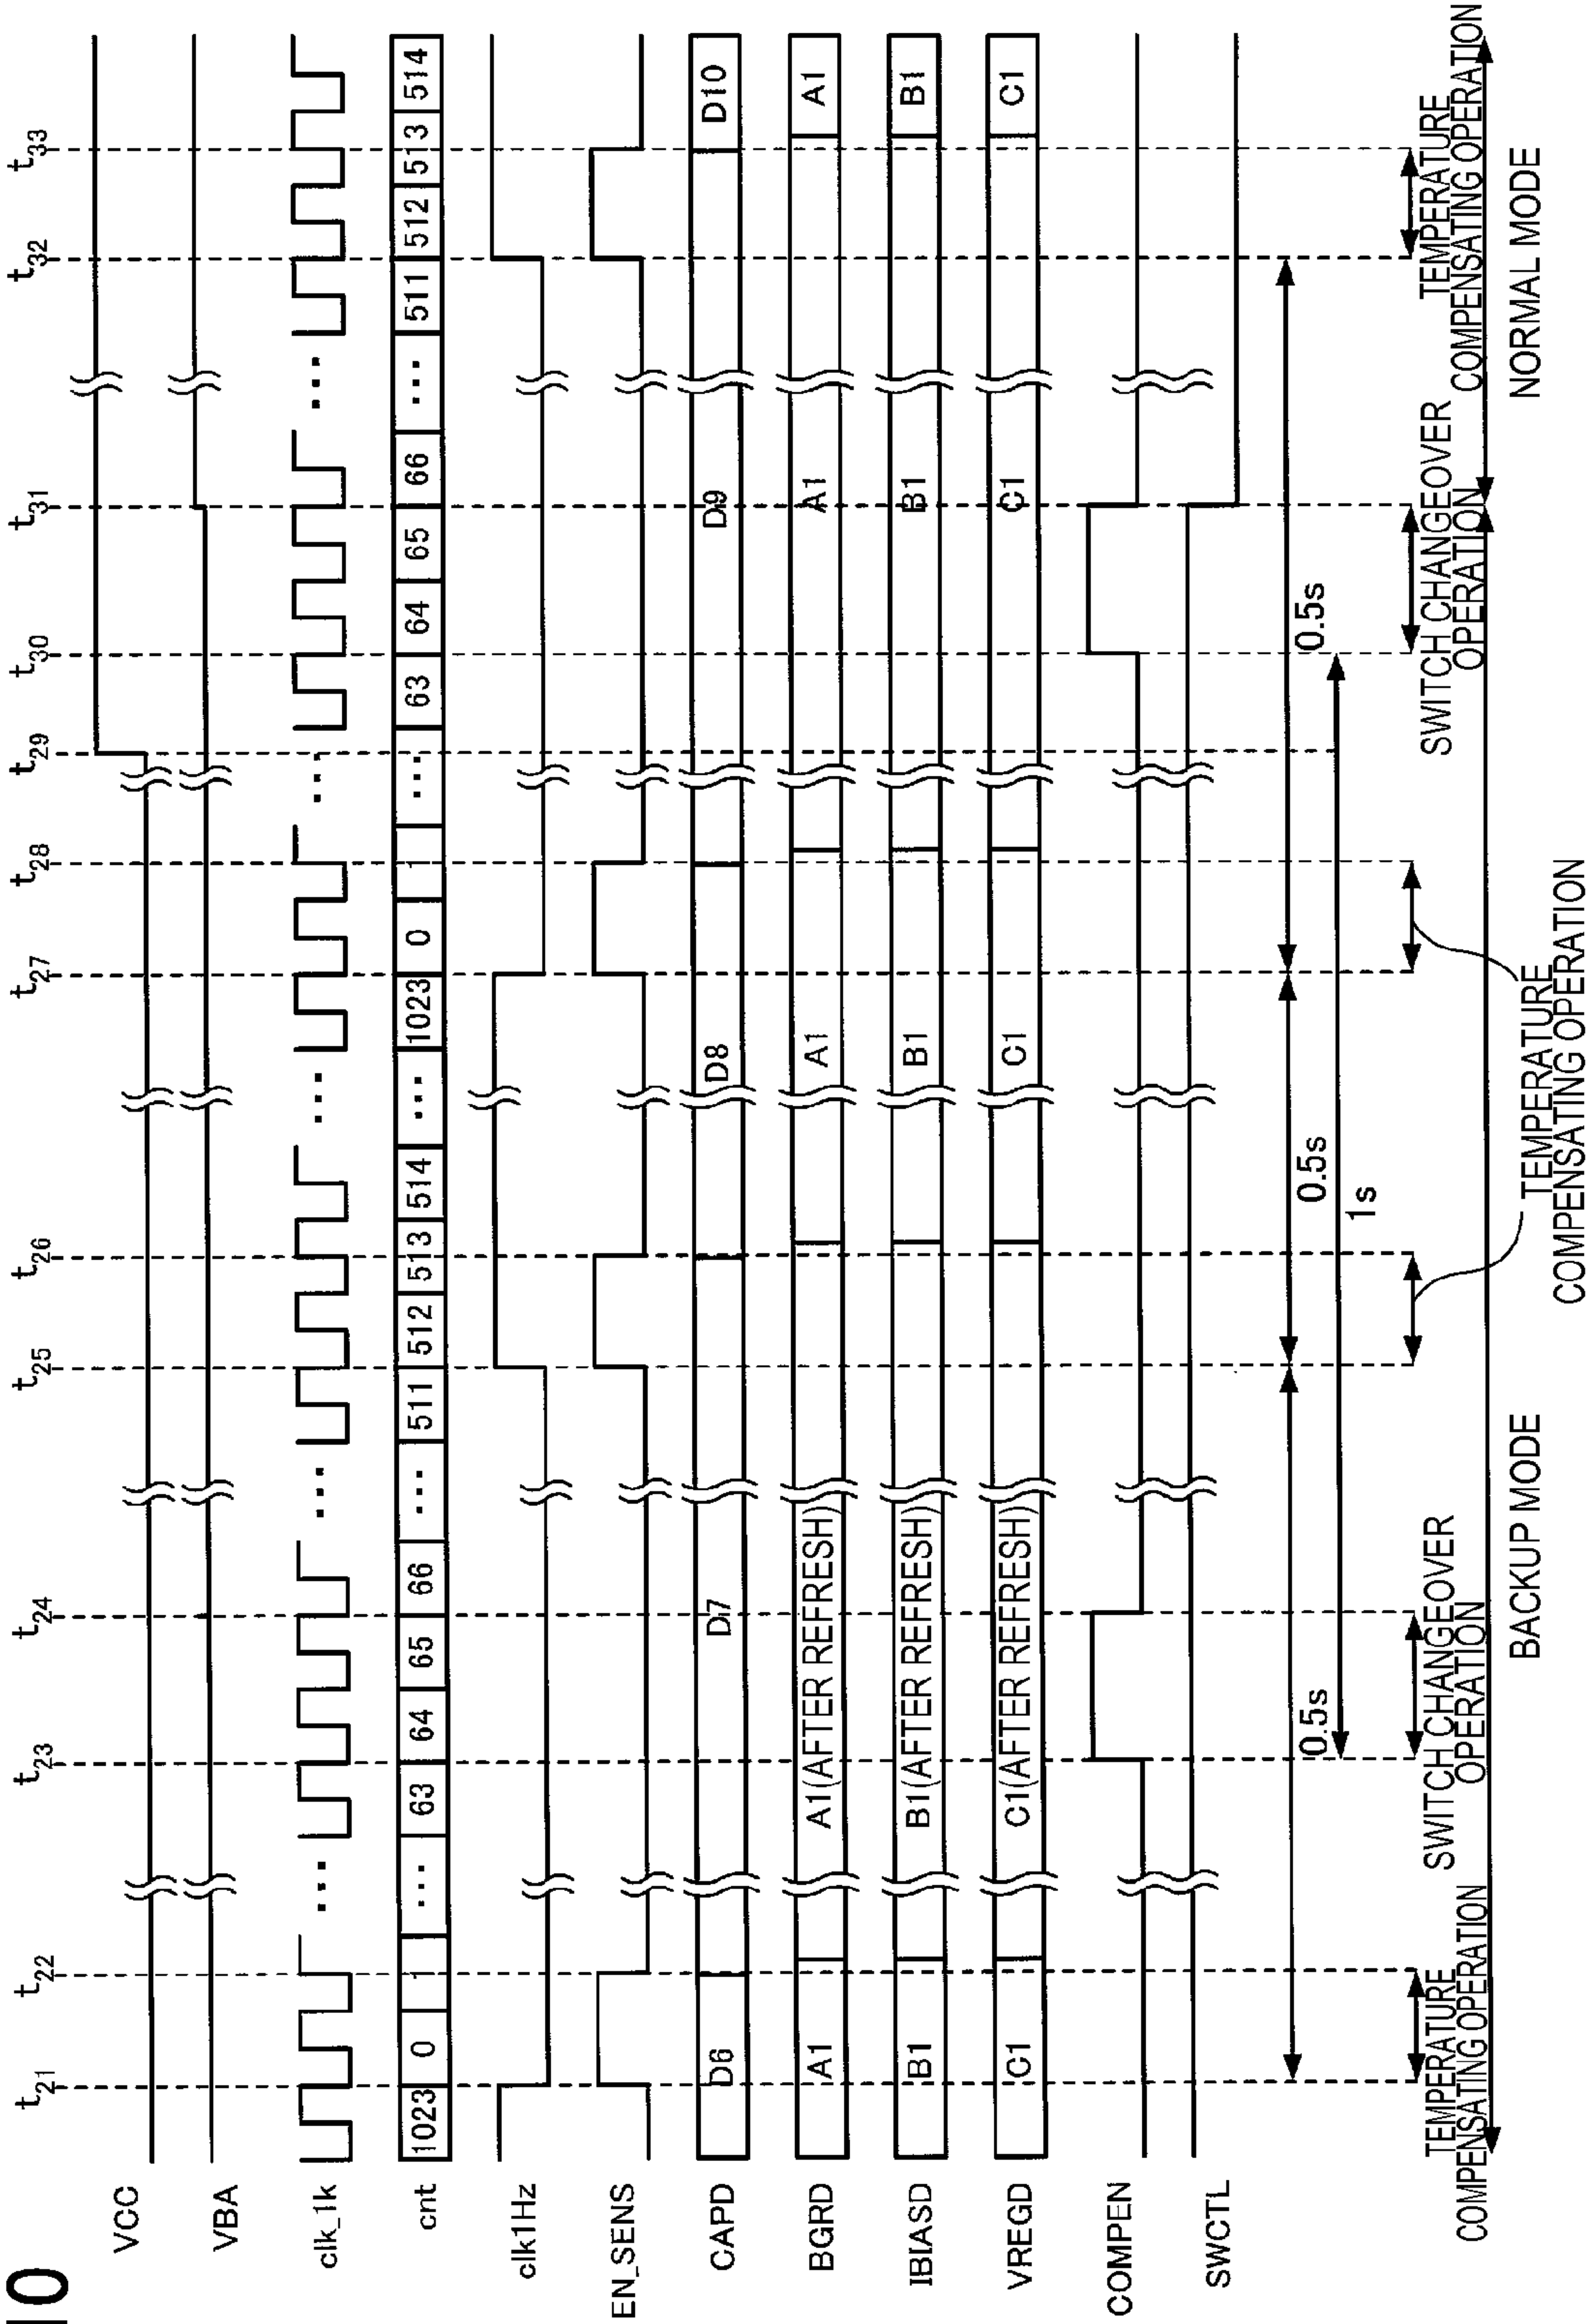 10
t21 t22 t23 t24 t25 t26 t27 t28 t29 t30 t31 t32 t33
VCC
VBA
clk_1k
cnt 1023 0 1 ... 63 64 65 66 ... 511 512 513 514 ... 1023 0 1 ... 63 64 65 66 ... 511 512 513 514
clk1Hz
EN_SENS
CAPD D6 D7 D8 D9 D10
BGRD A1 A1(AFTER REFRESH) A1 A1 A1
IBIASD B1 B1(AFTER REFRESH) B1 B1 B1
VREGD C1 C1(AFTER REFRESH) C1 C1 C1
COMPEN
SWCTL
0.5s 0.5s 0.5s
1s
TEMPERATURE
COMPENSATING OPERATION
SWITCH CHANGEOVER
OPERATION
TEMPERATURE
COMPENSATING OPERATION
SWITCH CHANGEOVER
OPERATION
TEMPERATURE
COMPENSATING OPERATION
BACKUP MODE
NORMAL MODE